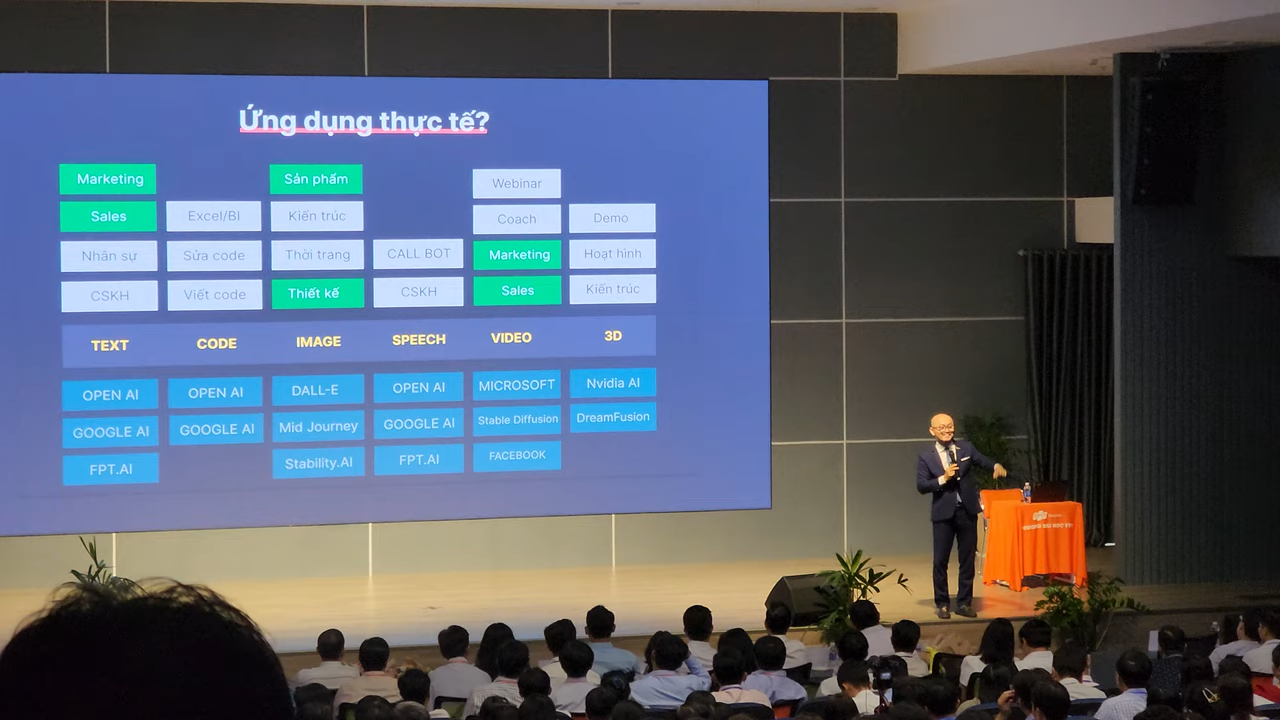 Ứng dụng thực tế?
Marketing
Sản phẩm
Webinar
Sales
Excel/BI
Kiến trúc
Coach
Demo
Nhân sự
Sửa code
Thời trang
CALL BOT
Marketing
Hoạt hình
CSKH
Viết code
Thiết kế
CSKH
Sales
Kiến trúc
TEXT
CODE
IMAGE
SPEECH
VIDEO
3D
OPEN AI
OPEN AI
DALL-E
OPEN AI
MICROSOFT
Nvidia AI
GOOGLE AI
GOOGLE AI
Mid Journey
GOOGLE AI
Stable Diffusion
DreamFusion
FPT.AI
Stability.AI
FPT.AI
FACEBOOK